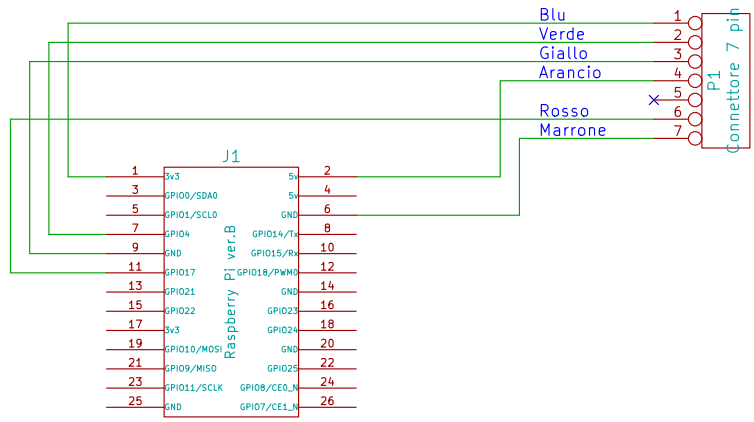 Blu 1
Verde 2
Giallo 3
Arancio 4
5
Rosso 6
Marrone 7
P1
Connettore 7 pin
J1
Raspberry Pi ver.B
1 3v3 5v 2
3 GPIO0/SDA0 5v 4
5 GPIO1/SCL0 GND 6
7 GPIO4 GPIO14/Tx 8
9 GND GPIO15/Rx 10
11 GPIO17 GPIO18/PWM0 12
13 GPIO21 GND 14
15 GPIO22 GPIO23 16
17 3v3 GPIO24 18
19 GPIO10/MOSI GND 20
21 GPIO9/MISO GPIO25 22
23 GPIO11/SCLK GPIO8/CE0_N 24
25 GND GPIO7/CE1_N 26